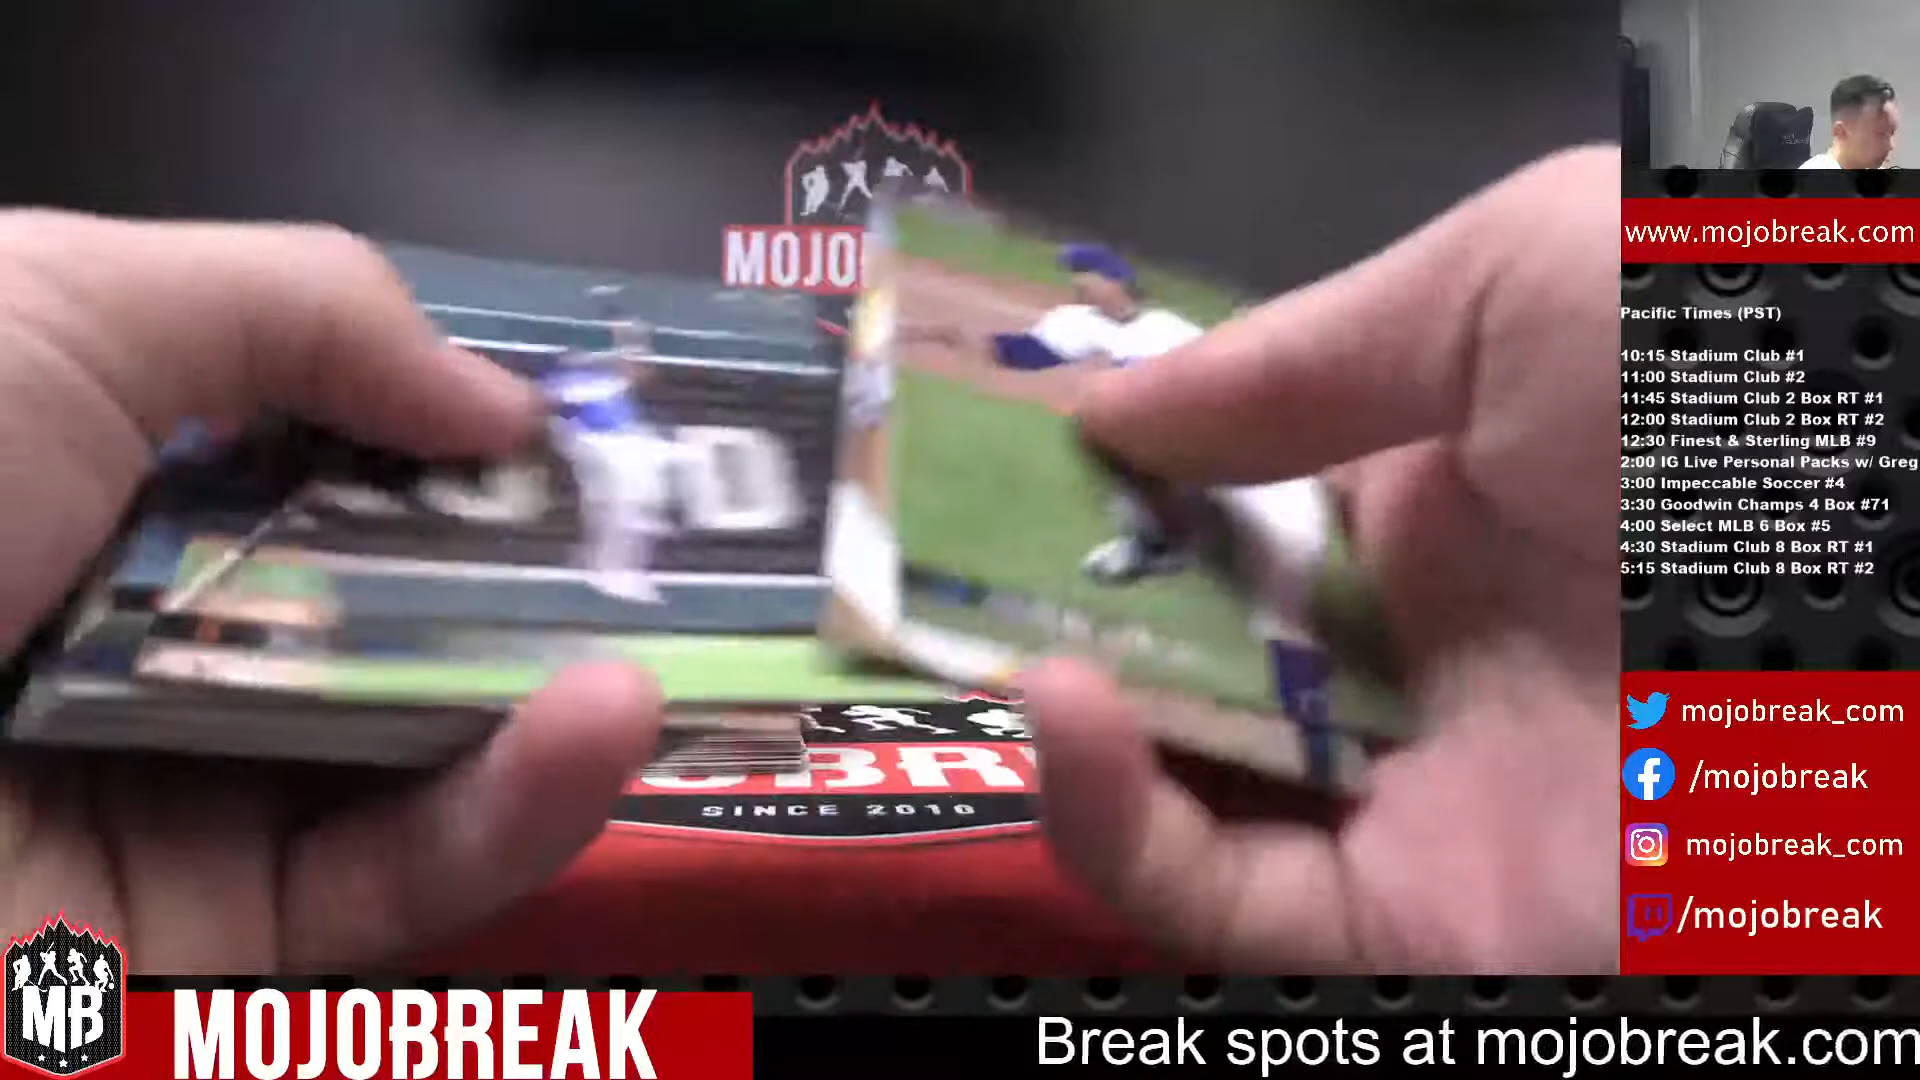 MOJO
BR
SINCE 2010
www.mojobreak.com
Pacific Times (PST)
10:15 Stadium Club #1
11:00 Stadium Club #2
11:45 Stadium Club 2 Box RT #1
12:00 Stadium Club 2 Box RT #2
12:30 Finest & Sterling MLB #9
2:00 IG Live Personal Packs w/ Greg
3:00 Impeccable Soccer #4
3:30 Goodwin Champs 4 Box #71
4:00 Select MLB 6 Box #5
4:30 Stadium Club 8 Box RT #1
5:15 Stadium Club 8 Box RT #2
mojobreak_com
/mojobreak
mojobreak_com
/mojobreak
MB
MOJOBREAK
Break spots at mojobreak.com